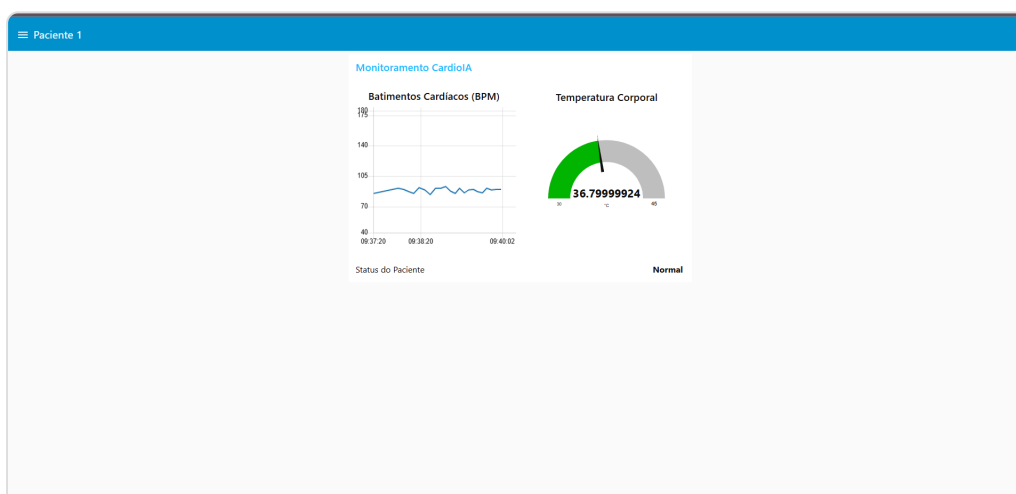 Paciente 1
Monitoramento CardioIA
Batimentos Cardíacos (BPM)
180
175
140
105
70
40
09:37:20 09:38:20 09:40:02
Temperatura Corporal
36.79999924
30 °C 45
Status do Paciente Normal